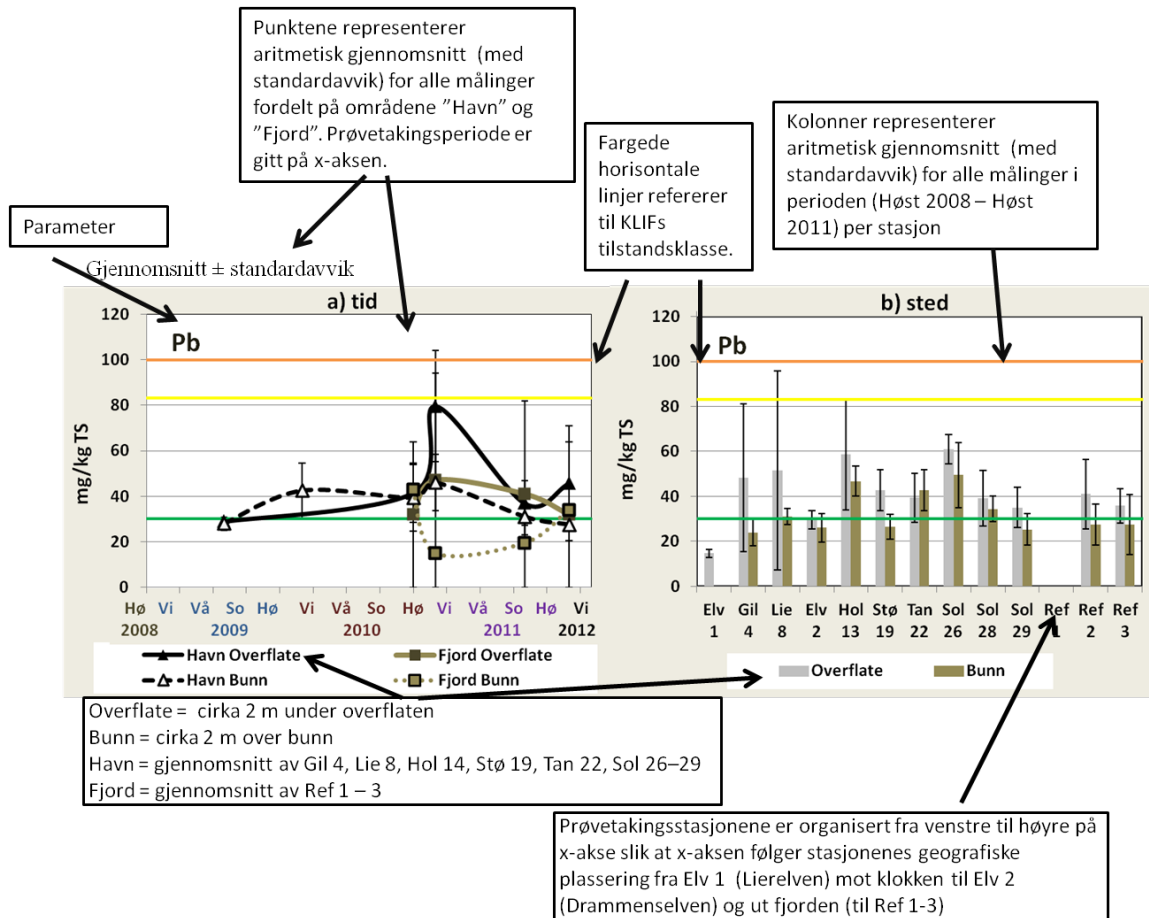 Punktene representerer
aritmetisk gjennomsnitt (med
standardavvik) for alle målinger
fordelt på områdene ”Havn” og
”Fjord”. Prøvetakingsperiode er
gitt på x-aksen.
Fargede
horisontale
linjer refererer
til KLIFs
tilstandsklasse.
Kolonner representerer
aritmetisk gjennomsnitt (med
standardavvik) for alle målinger i
perioden (Høst 2008 – Høst
2011) per stasjon
Parameter
Gjennomsnitt ± standardavvik
a) tid
Pb
mg/kg TS
120
100
80
60
40
20
0
Hø Vi Vå So Hø Vi Vå So Hø Vi Vå So Hø Vi
2008 2009 2010 2011 2012
Havn Overflate Fjord Overflate
Havn Bunn Fjord Bunn
b) sted
Pb
mg/kg TS
120
100
80
60
40
20
0
Elv Gil Lie Elv Hol Stø Tan Sol Sol Sol Ref Ref Ref
1 4 8 2 13 19 22 26 28 29 1 2 3
Overflate Bunn
Overflate = cirka 2 m under overflaten
Bunn = cirka 2 m over bunn
Havn = gjennomsnitt av Gil 4, Lie 8, Hol 14, Stø 19, Tan 22, Sol 26–29
Fjord = gjennomsnitt av Ref 1 – 3
Prøvetakingsstasjonene er organisert fra venstre til høyre på
x-akse slik at x-aksen følger stasjonenes geografiske
plassering fra Elv 1 (Lierelven) mot klokken til Elv 2
(Drammenselven) og ut fjorden (til Ref 1-3)